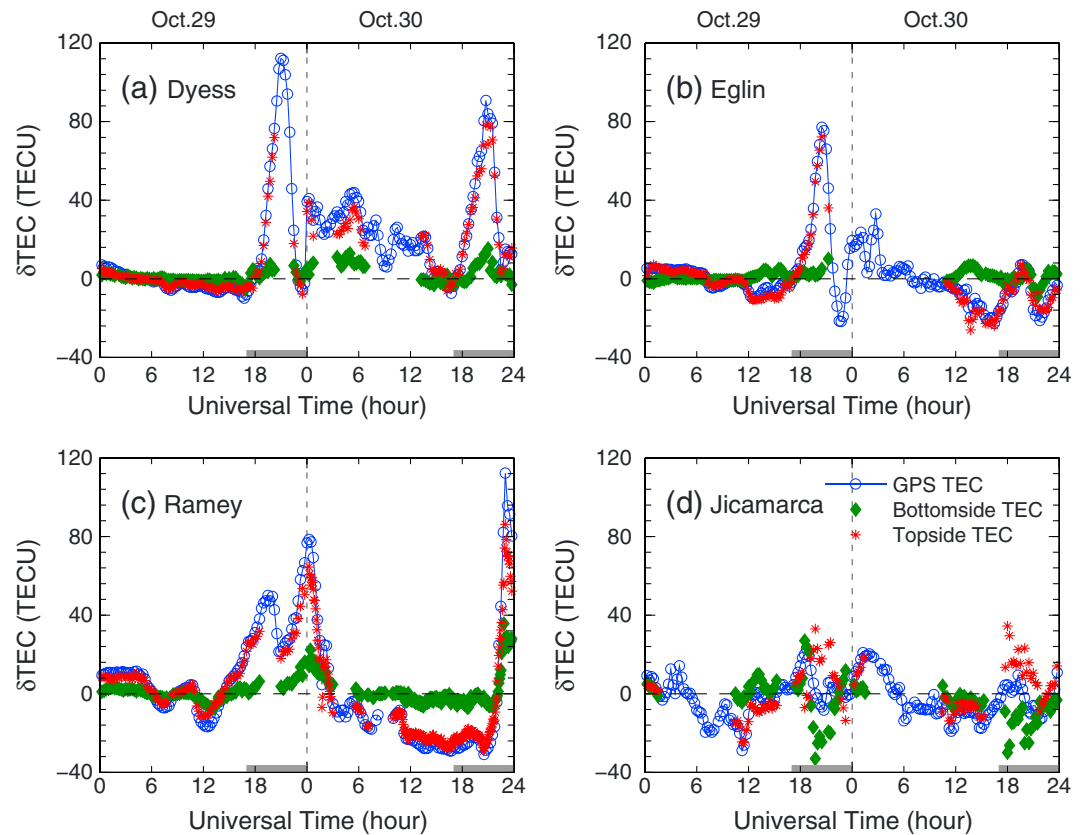 Oct.29 Oct.30 Oct.29 Oct.30
120
80
40
0
−40
δTEC (TECU)
(a) Dyess
0 6 12 18 0 6 12 18 24
Universal Time (hour)
120
80
40
0
−40
δTEC (TECU)
(b) Eglin
0 6 12 18 0 6 12 18 24
Universal Time (hour)
120
80
40
0
−40
δTEC (TECU)
(c) Ramey
0 6 12 18 0 6 12 18 24
Universal Time (hour)
120
80
40
0
−40
δTEC (TECU)
(d) Jicamarca
GPS TEC
Bottomside TEC
Topside TEC
0 6 12 18 0 6 12 18 24
Universal Time (hour)